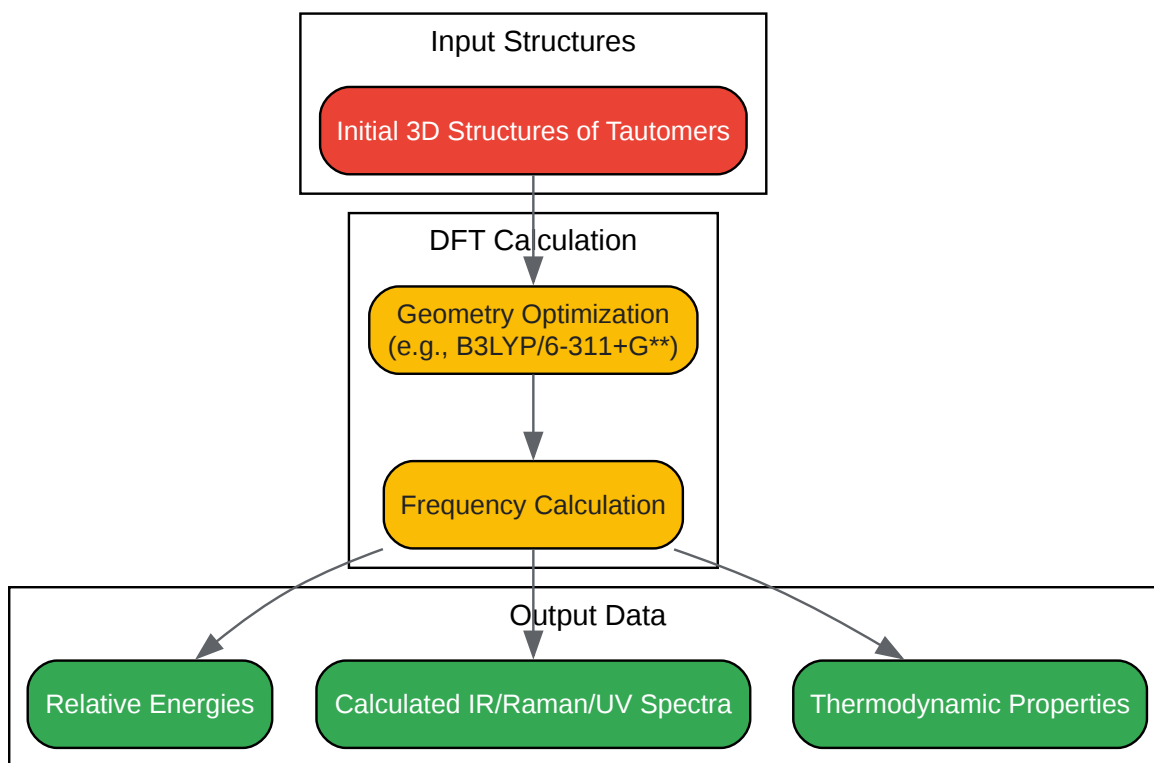 Input Structures
Initial 3D Structures of Tautomers
DFT Calculation
Geometry Optimization
(e.g., B3LYP/6-311+G**)
Frequency Calculation
Output Data
Relative Energies
Calculated IR/Raman/UV Spectra
Thermodynamic Properties